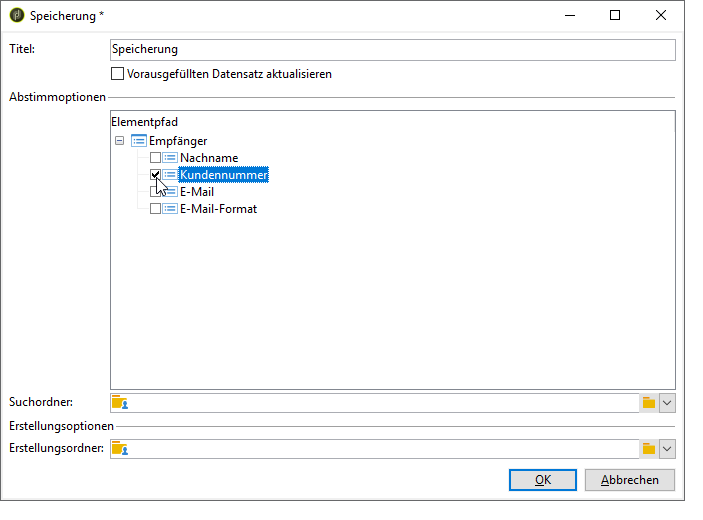 Speicherung *
Titel:
Speicherung
Vorausgefüllten Datensatz aktualisieren
Abstimmoptionen
Elementpfad
Empfänger
Nachname
Kundennummer
E-Mail
E-Mail-Format
Suchordner:
Erstellungsoptionen
Erstellungsordner:
OK
Abbrechen